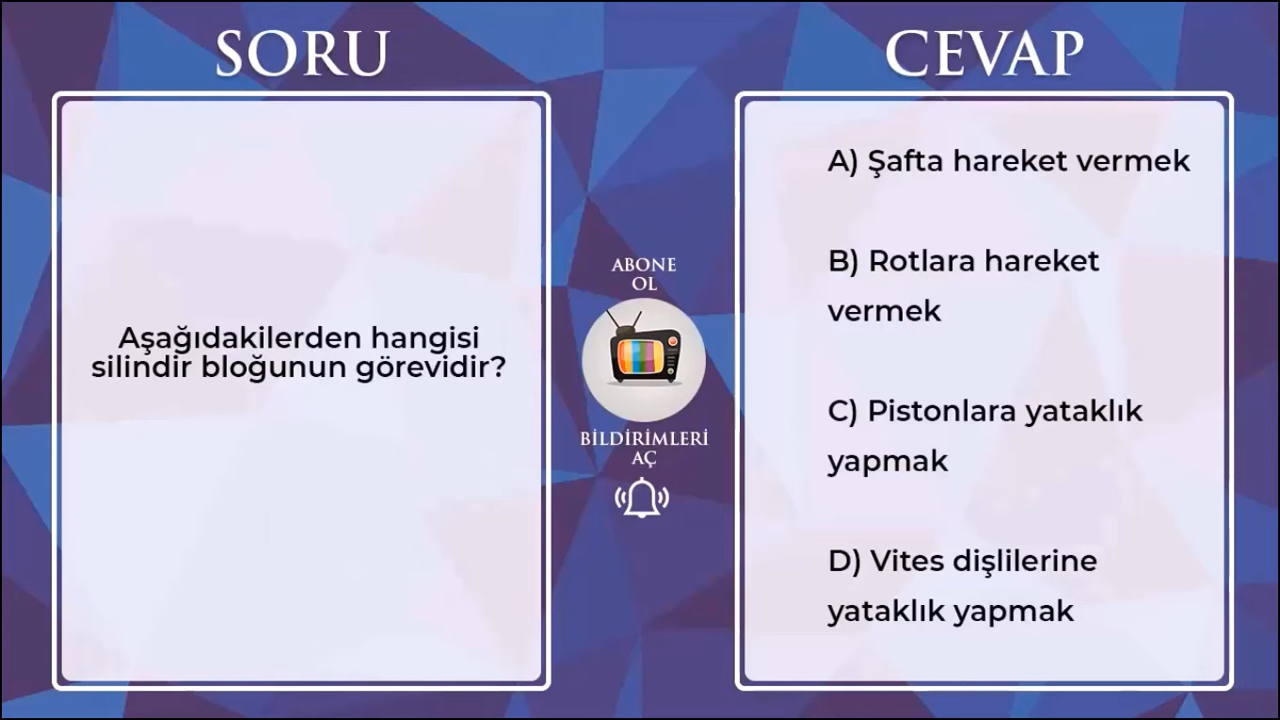 SORU
Aşağıdakilerden hangisi
silindir bloğunun görevidir?
ABONE
OL
BİLDİRİMLERİ
AÇ
CEVAP
A) Şafta hareket vermek
B) Rotlara hareket
vermek
C) Pistonlara yataklık
yapmak
D) Vites dişlilerine
yataklık yapmak